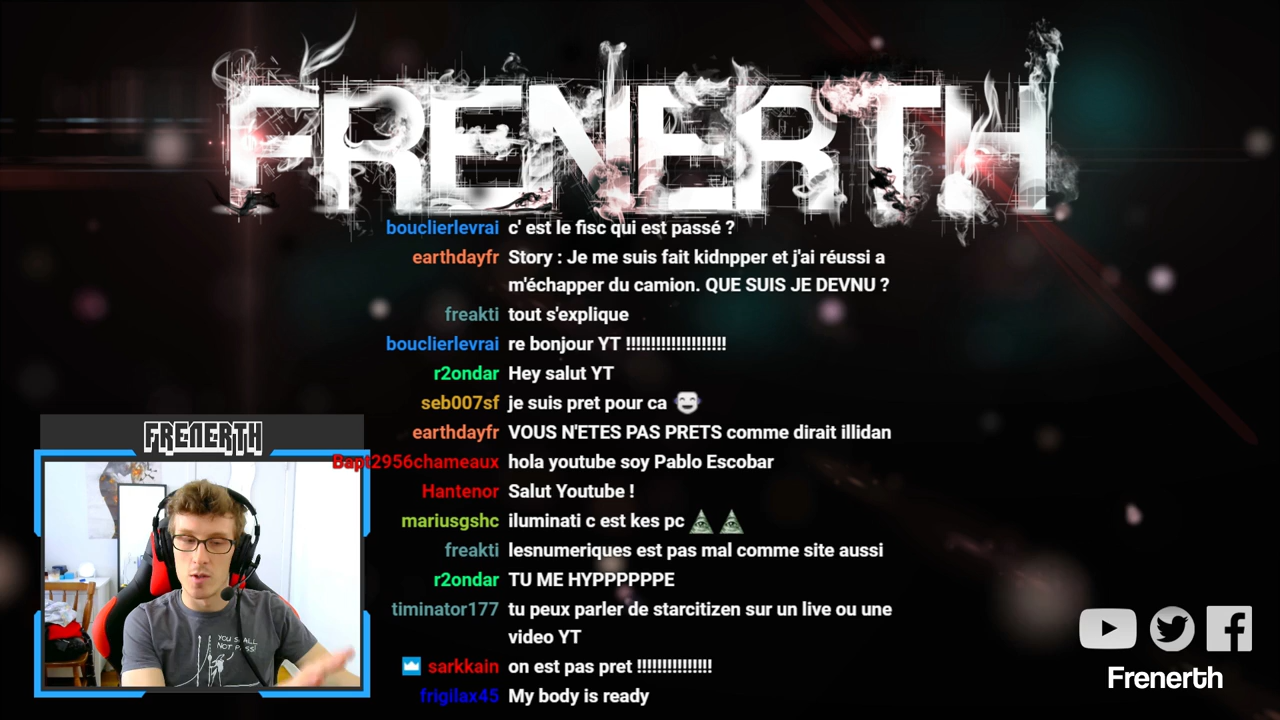 FRENERTH
bouclierlevrai c' est le fisc qui est passé ?
earthdayfr Story : Je me suis fait kidnpper et j'ai réussi a
m'échapper du camion. QUE SUIS JE DEVNU ?
freakti tout s'explique
bouclierlevrai re bonjour YT !!!!!!!!!!!!!!!!!!!!
r2ondar Hey salut YT
seb007sf je suis pret pour ca
earthdayfr VOUS N'ETES PAS PRETS comme dirait illidan
Bapt2956chameaux hola youtube soy Pablo Escobar
Hantenor Salut Youtube !
mariusgshc iluminati c est kes pc
freakti lesnumeriques est pas mal comme site aussi
r2ondar TU ME HYPPPPPPE
timinator177 tu peux parler de starcitizen sur un live ou une
video YT
sarkkain on est pas pret !!!!!!!!!!!!!!!
frigilax45 My body is ready
FRENERTH
YOU SHALL
NOT PASS!
Frenerth